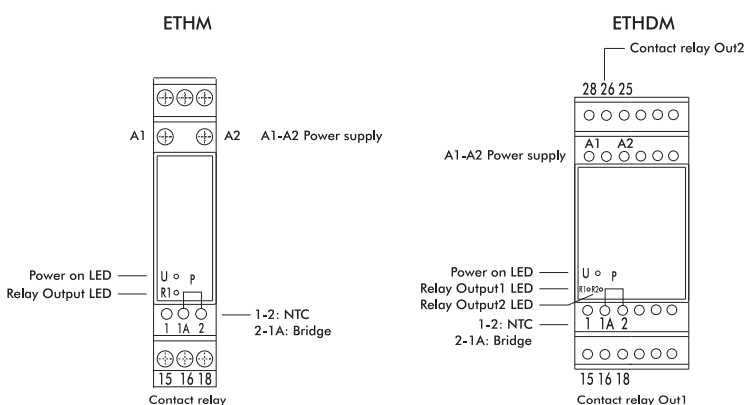 ETHM
A1
A2
A1-A2 Power supply
Power on LED
U
P
Relay Output LED
R1
1 1A 2
1-2: NTC
2-1A: Bridge
15 16 18
Contact relay
ETHDM
Contact relay Out2
28 26 25
A1 A2
A1-A2 Power supply
Power on LED
U
P
Relay Output1 LED
R1 R2
Relay Output2 LED
1-2: NTC
1 1A 2
2-1A: Bridge
15 16 18
Contact relay Out1